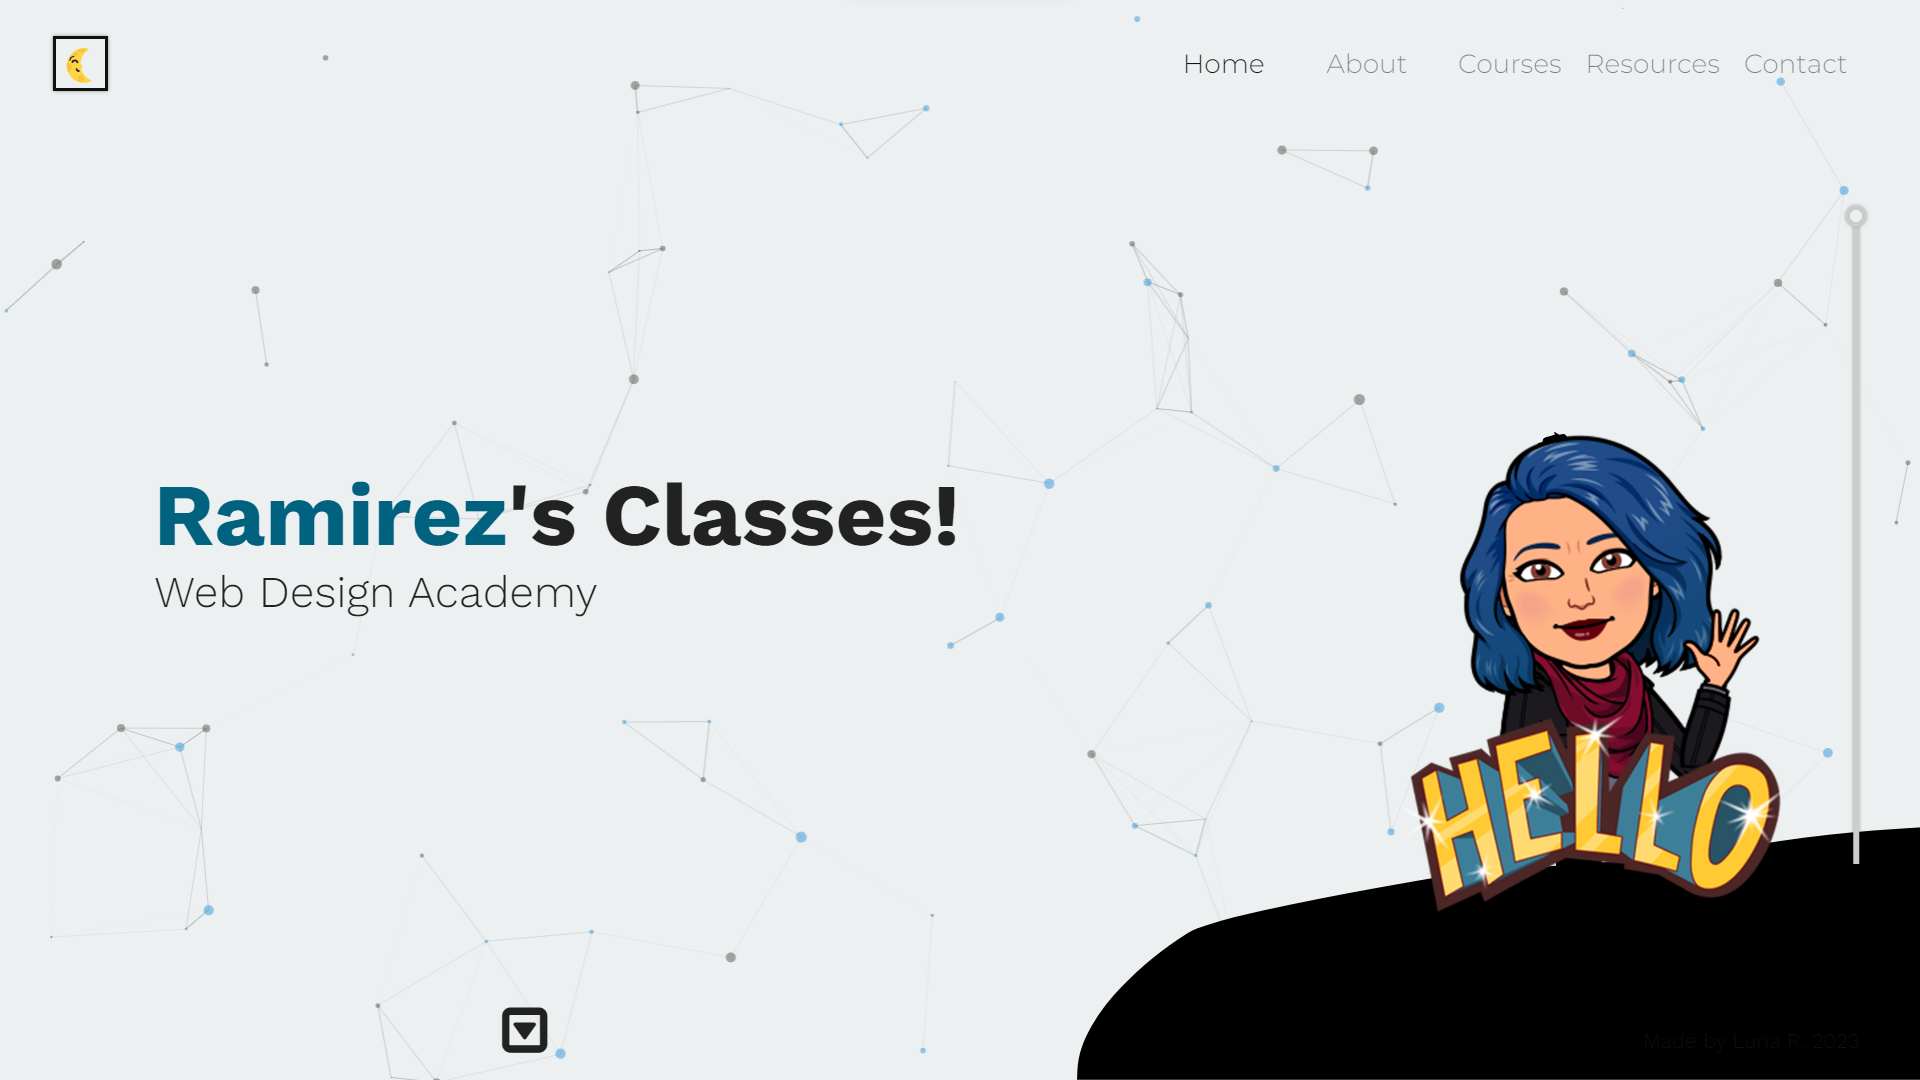 Home About Courses Resources Contact
Ramirez's Classes!
Web Design Academy
HELLO
Made by Luna R. 2023